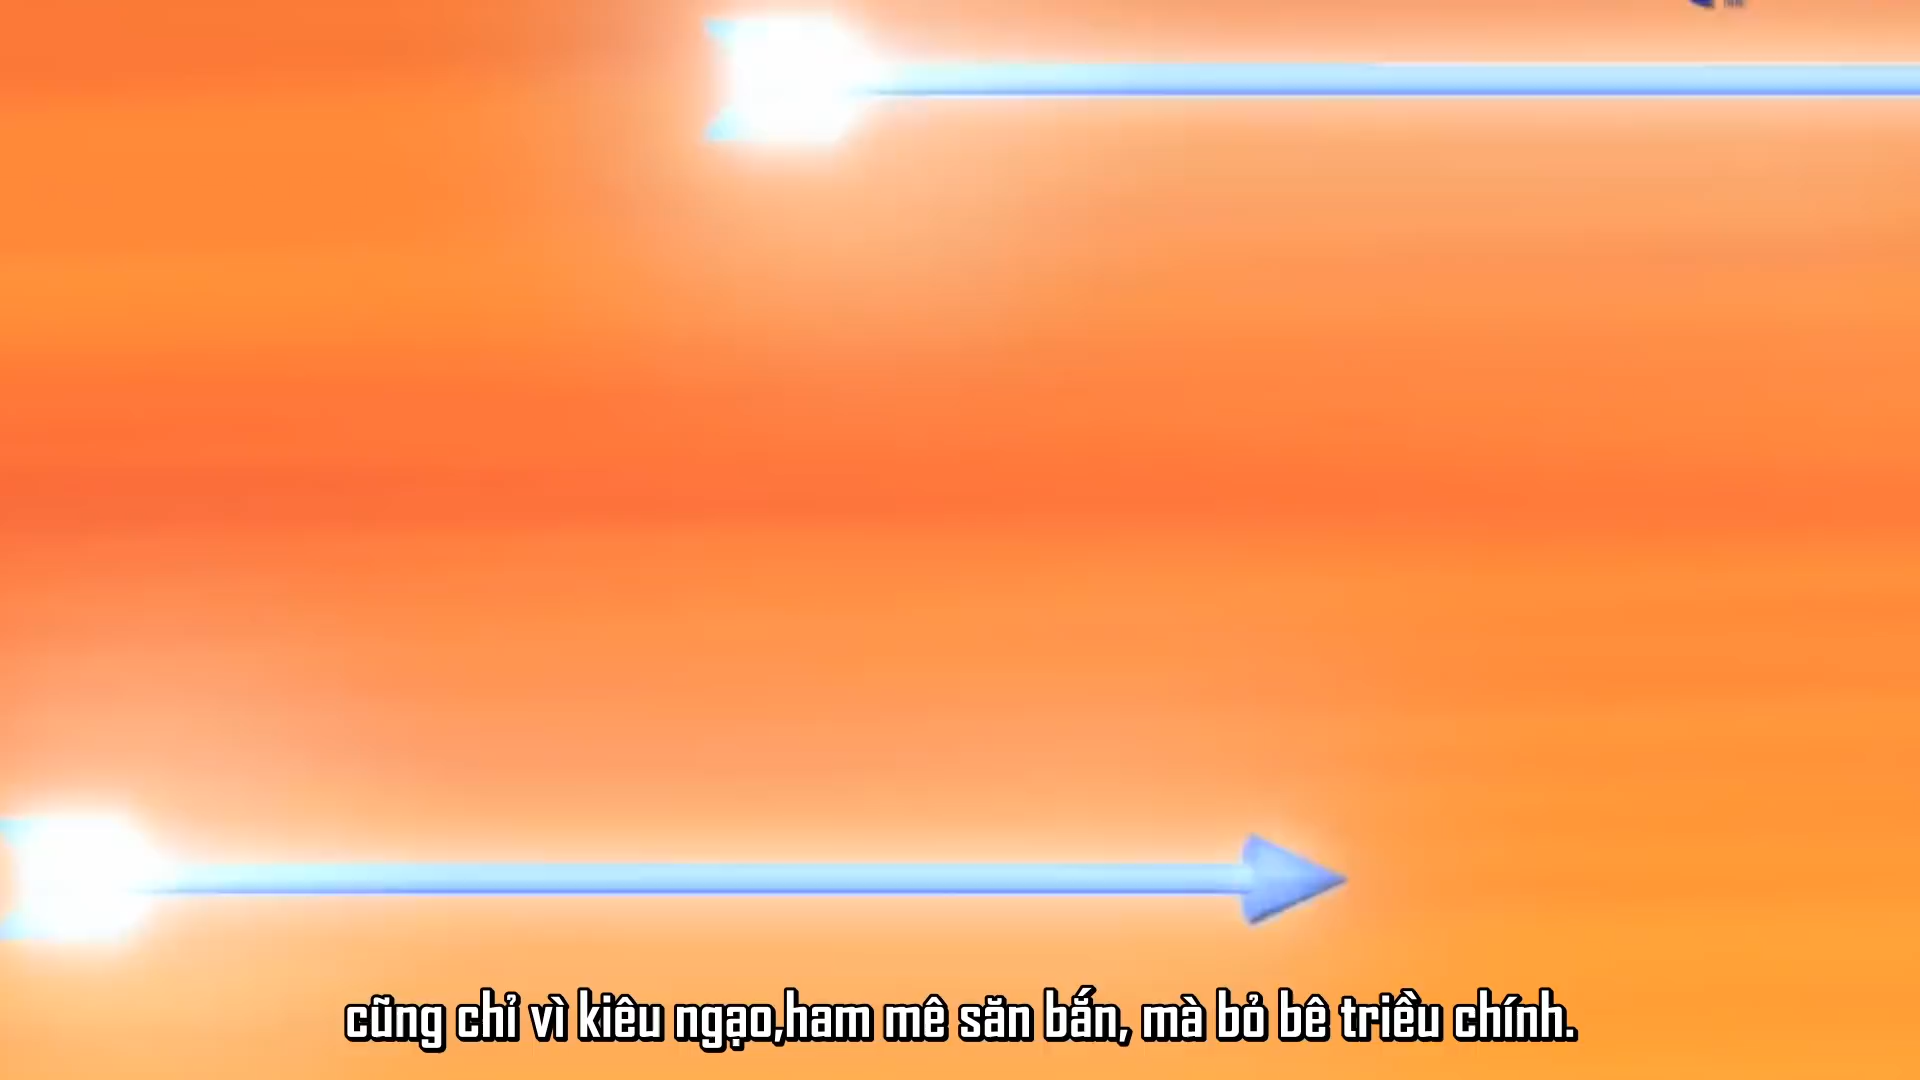 cũng chỉ vì kiêu ngạo,ham mê săn bắn, mà bỏ bê triều chính.